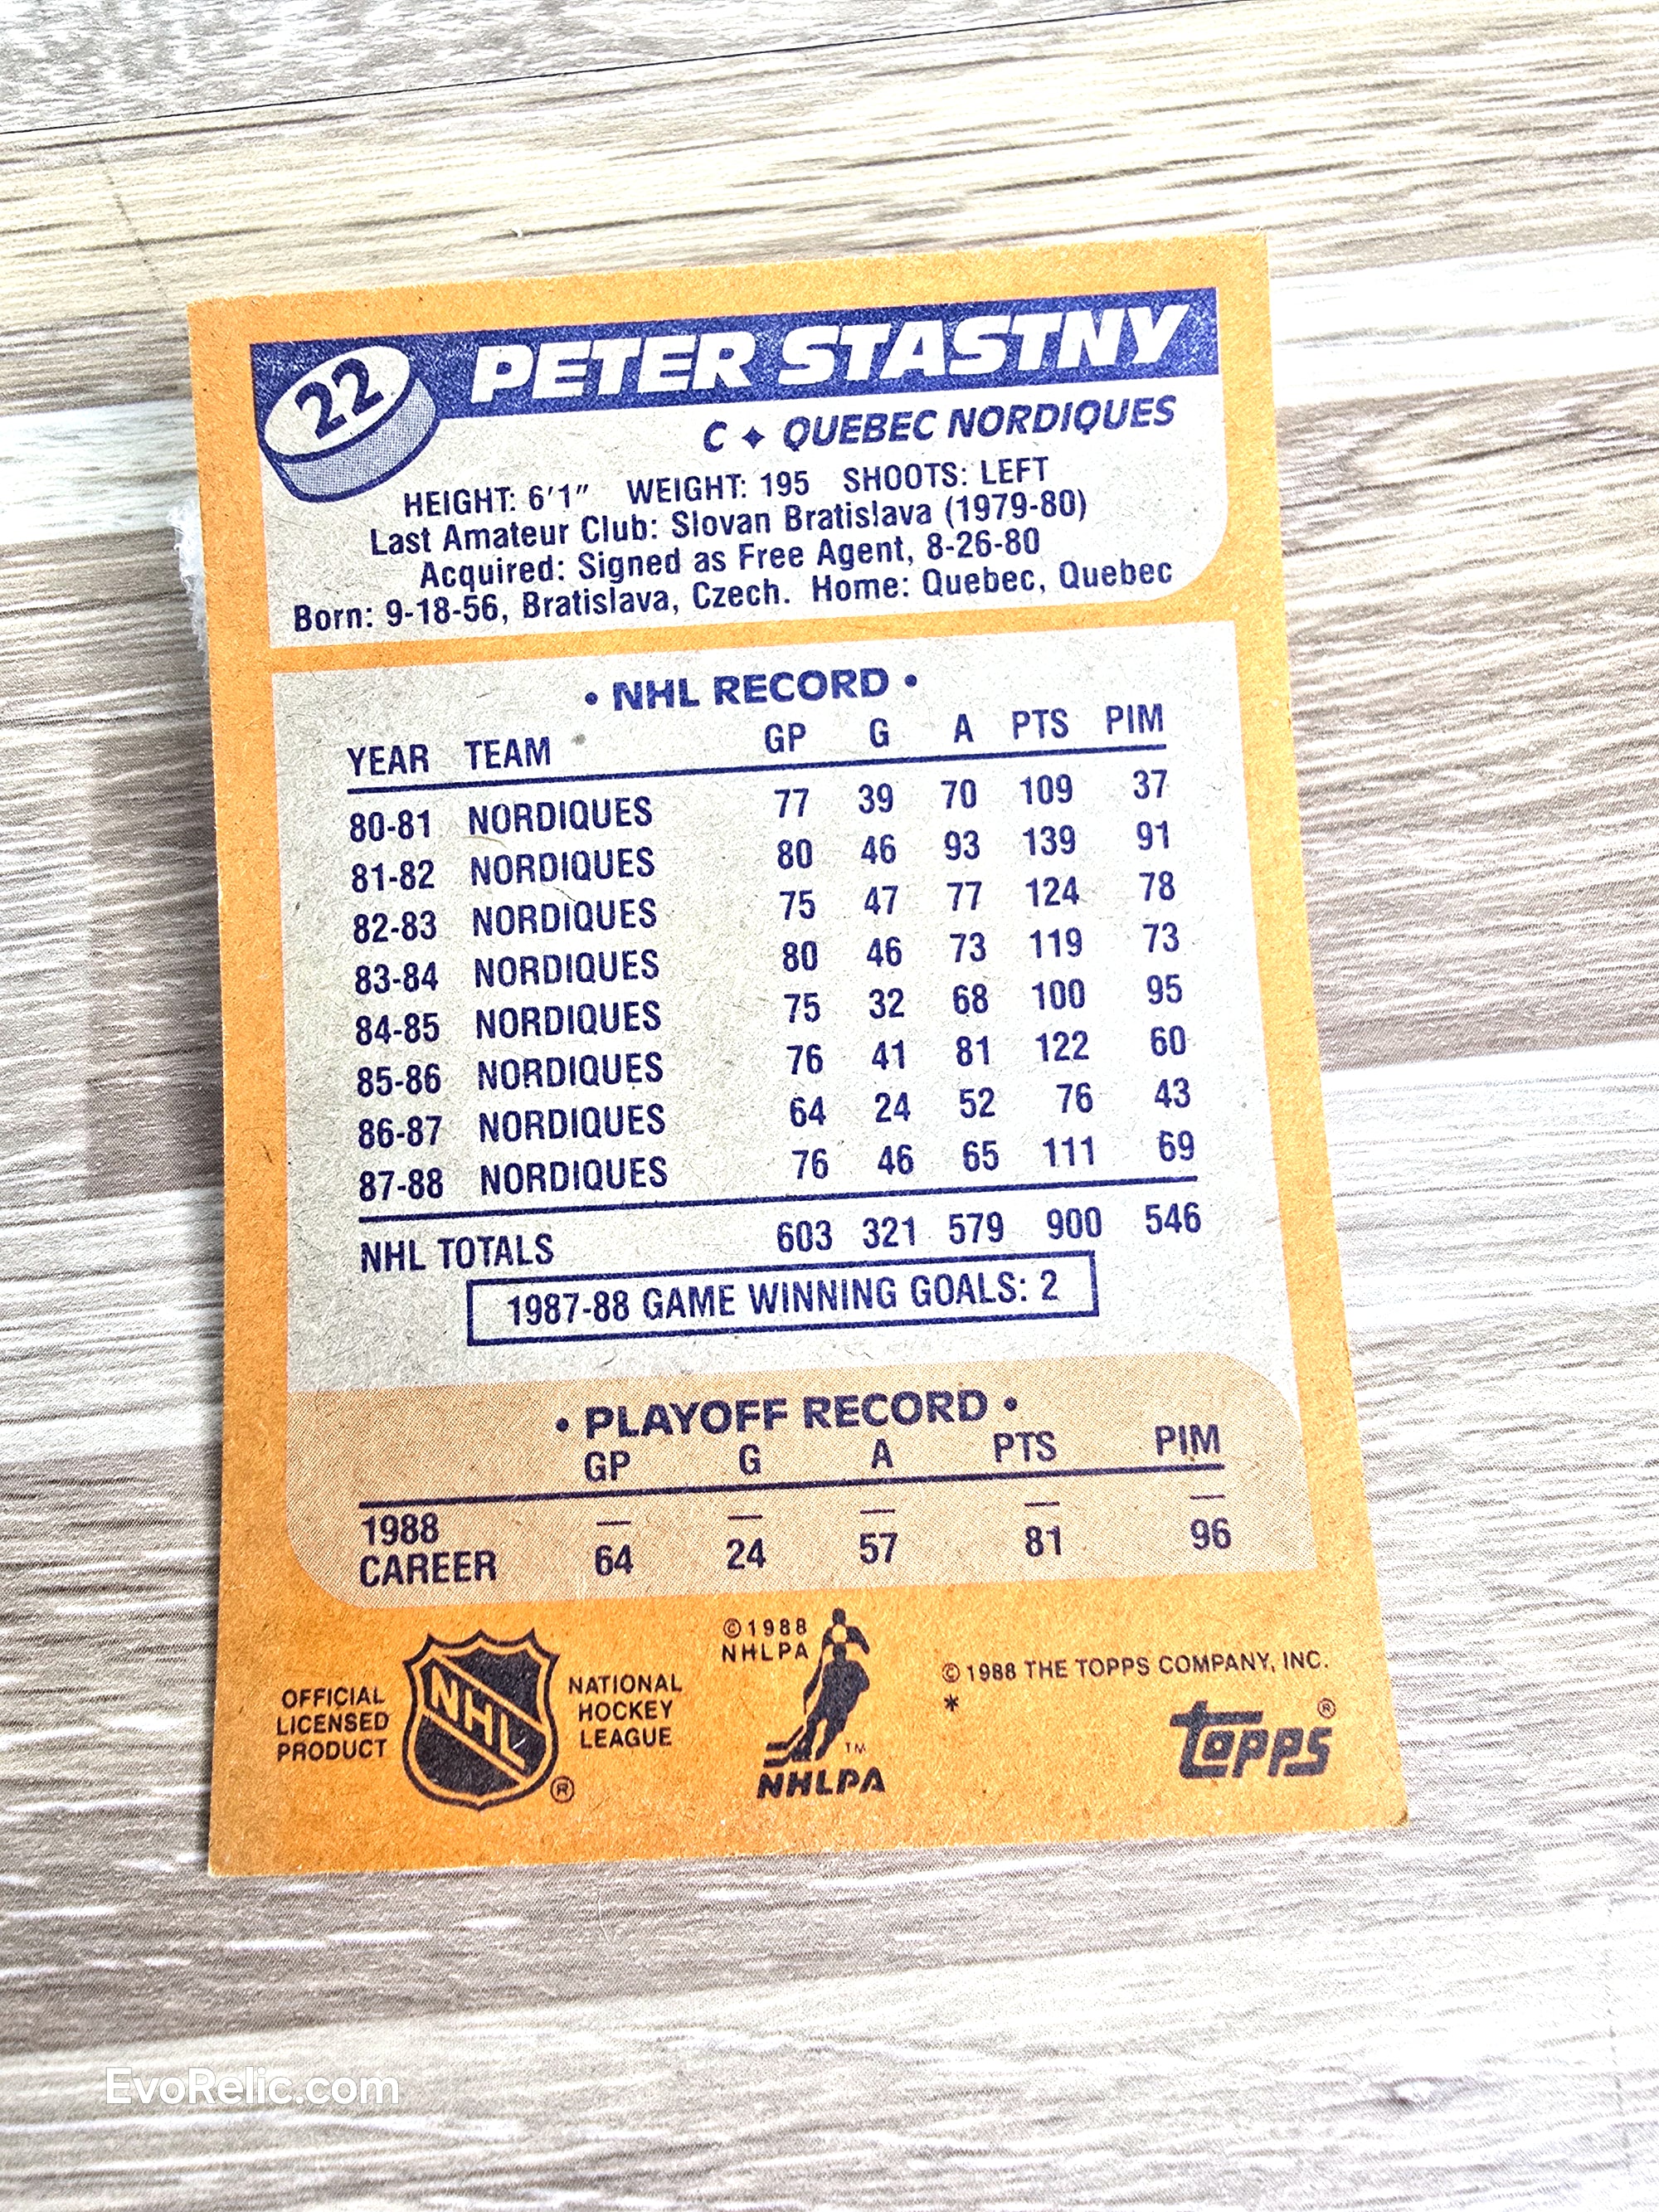 22
PETER STASTNY
C ✦ QUEBEC NORDIQUES
HEIGHT: 6'1" WEIGHT: 195 SHOOTS: LEFT
Last Amateur Club: Slovan Bratislava (1979-80)
Acquired: Signed as Free Agent, 8-26-80
Born: 9-18-56, Bratislava, Czech. Home: Quebec, Quebec
• NHL RECORD •
YEAR TEAM GP G A PTS PIM
80-81 NORDIQUES 77 39 70 109 37
81-82 NORDIQUES 80 46 93 139 91
82-83 NORDIQUES 75 47 77 124 78
83-84 NORDIQUES 80 46 73 119 73
84-85 NORDIQUES 75 32 68 100 95
85-86 NORDIQUES 76 41 81 122 60
86-87 NORDIQUES 64 24 52 76 43
87-88 NORDIQUES 76 46 65 111 69
NHL TOTALS 603 321 579 900 546
1987-88 GAME WINNING GOALS: 2
• PLAYOFF RECORD •
GP G A PTS PIM
1988 — — — — —
CAREER 64 24 57 81 96
OFFICIAL
LICENSED
PRODUCT
NHL
®
NATIONAL
HOCKEY
LEAGUE
©1988
NHLPA
TM
NHLPA
©1988 THE TOPPS COMPANY, INC.
*
topps®
EvoRelic.com